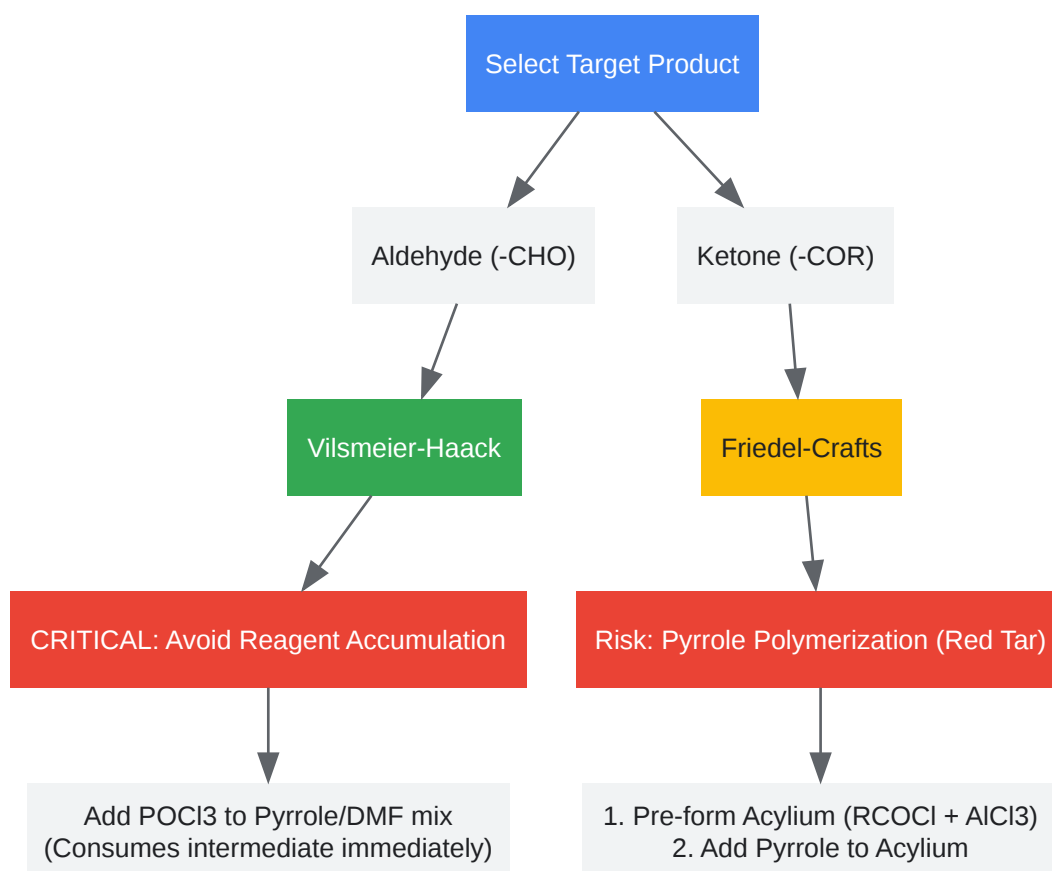 Select Target Product
Aldehyde (-CHO)
Ketone (-COR)
Vilsmeier-Haack
Friedel-Crafts
CRITICAL: Avoid Reagent Accumulation
Risk: Pyrrole Polymerization (Red Tar)
Add POCl3 to Pyrrole/DMF mix
(Consumes intermediate immediately)
1. Pre-form Acylium (RCOCl + AlCl3)
2. Add Pyrrole to Acylium